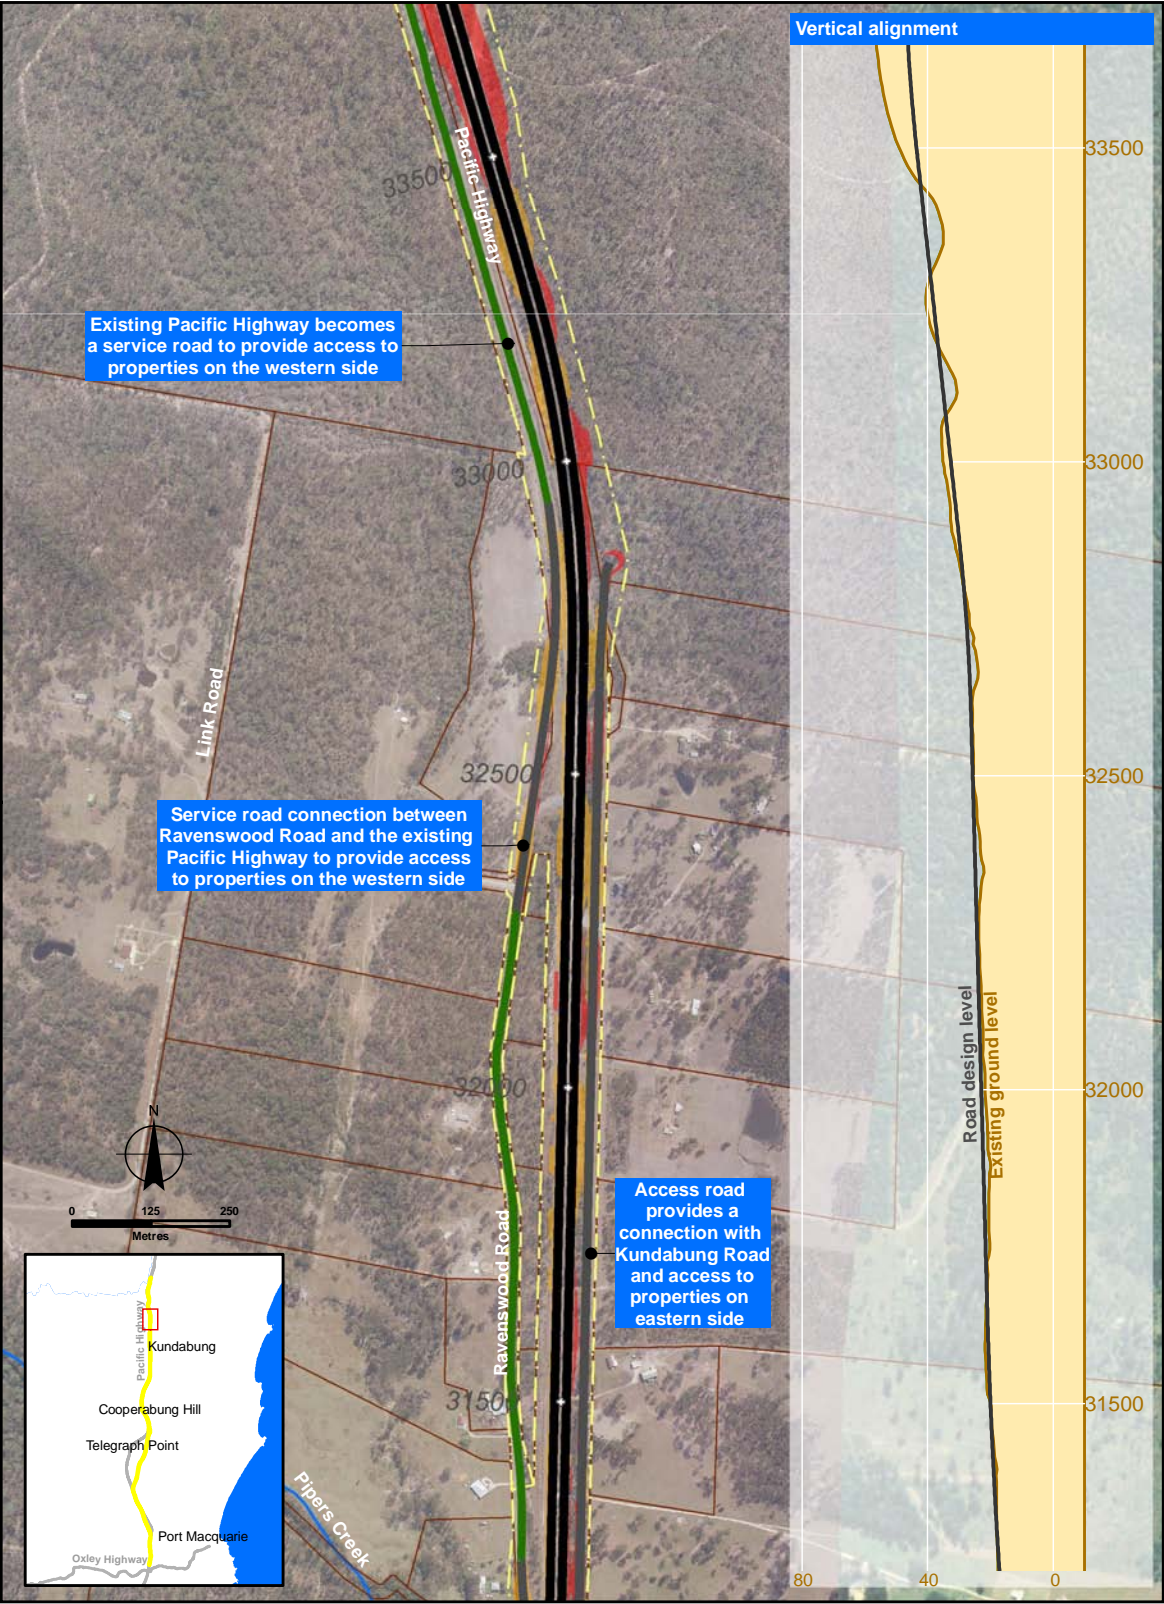 Vertical alignment
Pacific Highway
33500
33500
Existing Pacific Highway becomes
a service road to provide access to
properties on the western side
33000
33000
Link Road
32500
32500
Service road connection between
Ravenswood Road and the existing
Pacific Highway to provide access
to properties on the western side
Road design level
Existing ground level
32000
32000
N
0 125 250
Metres
Access road
provides a
connection with
Kundabung Road
and access to
properties on
eastern side
Ravenswood Road
31500
31500
Pipers Creek
Pacific Highway
Kundabung
Cooperabung Hill
Telegraph Point
Port Macquarie
Oxley Highway
80 40 0